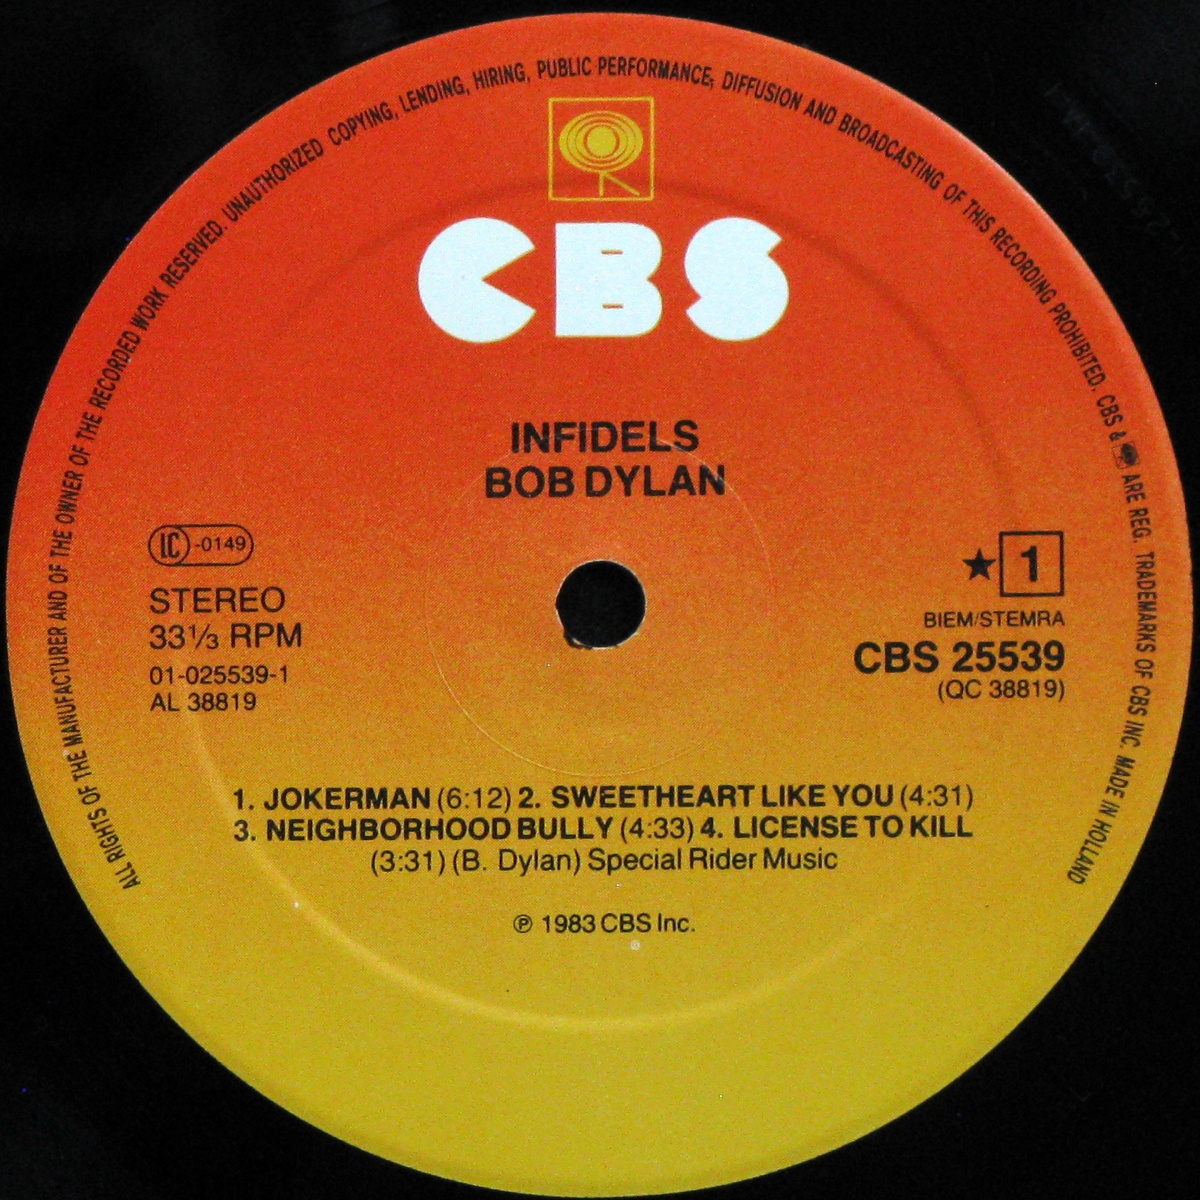 ALL RIGHTS OF THE MANUFACTURER AND OF THE OWNER OF THE RECORDED WORK RESERVED. UNAUTHORIZED COPYING, LENDING, HIRING, PUBLIC PERFORMANCE, DIFFUSION AND BROADCASTING OF THIS RECORDING PROHIBITED. CBS & ARE REG. TRADEMARKS OF CBS INC. MADE IN HOLLAND
CBS
INFIDELS
BOB DYLAN
LC -0149
STEREO
33⅓ RPM
01-025539-1
AL 38819
★ 1
BIEM/STEMRA
CBS 25539
(QC 38819)
1. JOKERMAN (6:12) 2. SWEETHEART LIKE YOU (4:31)
3. NEIGHBORHOOD BULLY (4:33) 4. LICENSE TO KILL
(3:31) (B. Dylan) Special Rider Music
℗ 1983 CBS Inc.